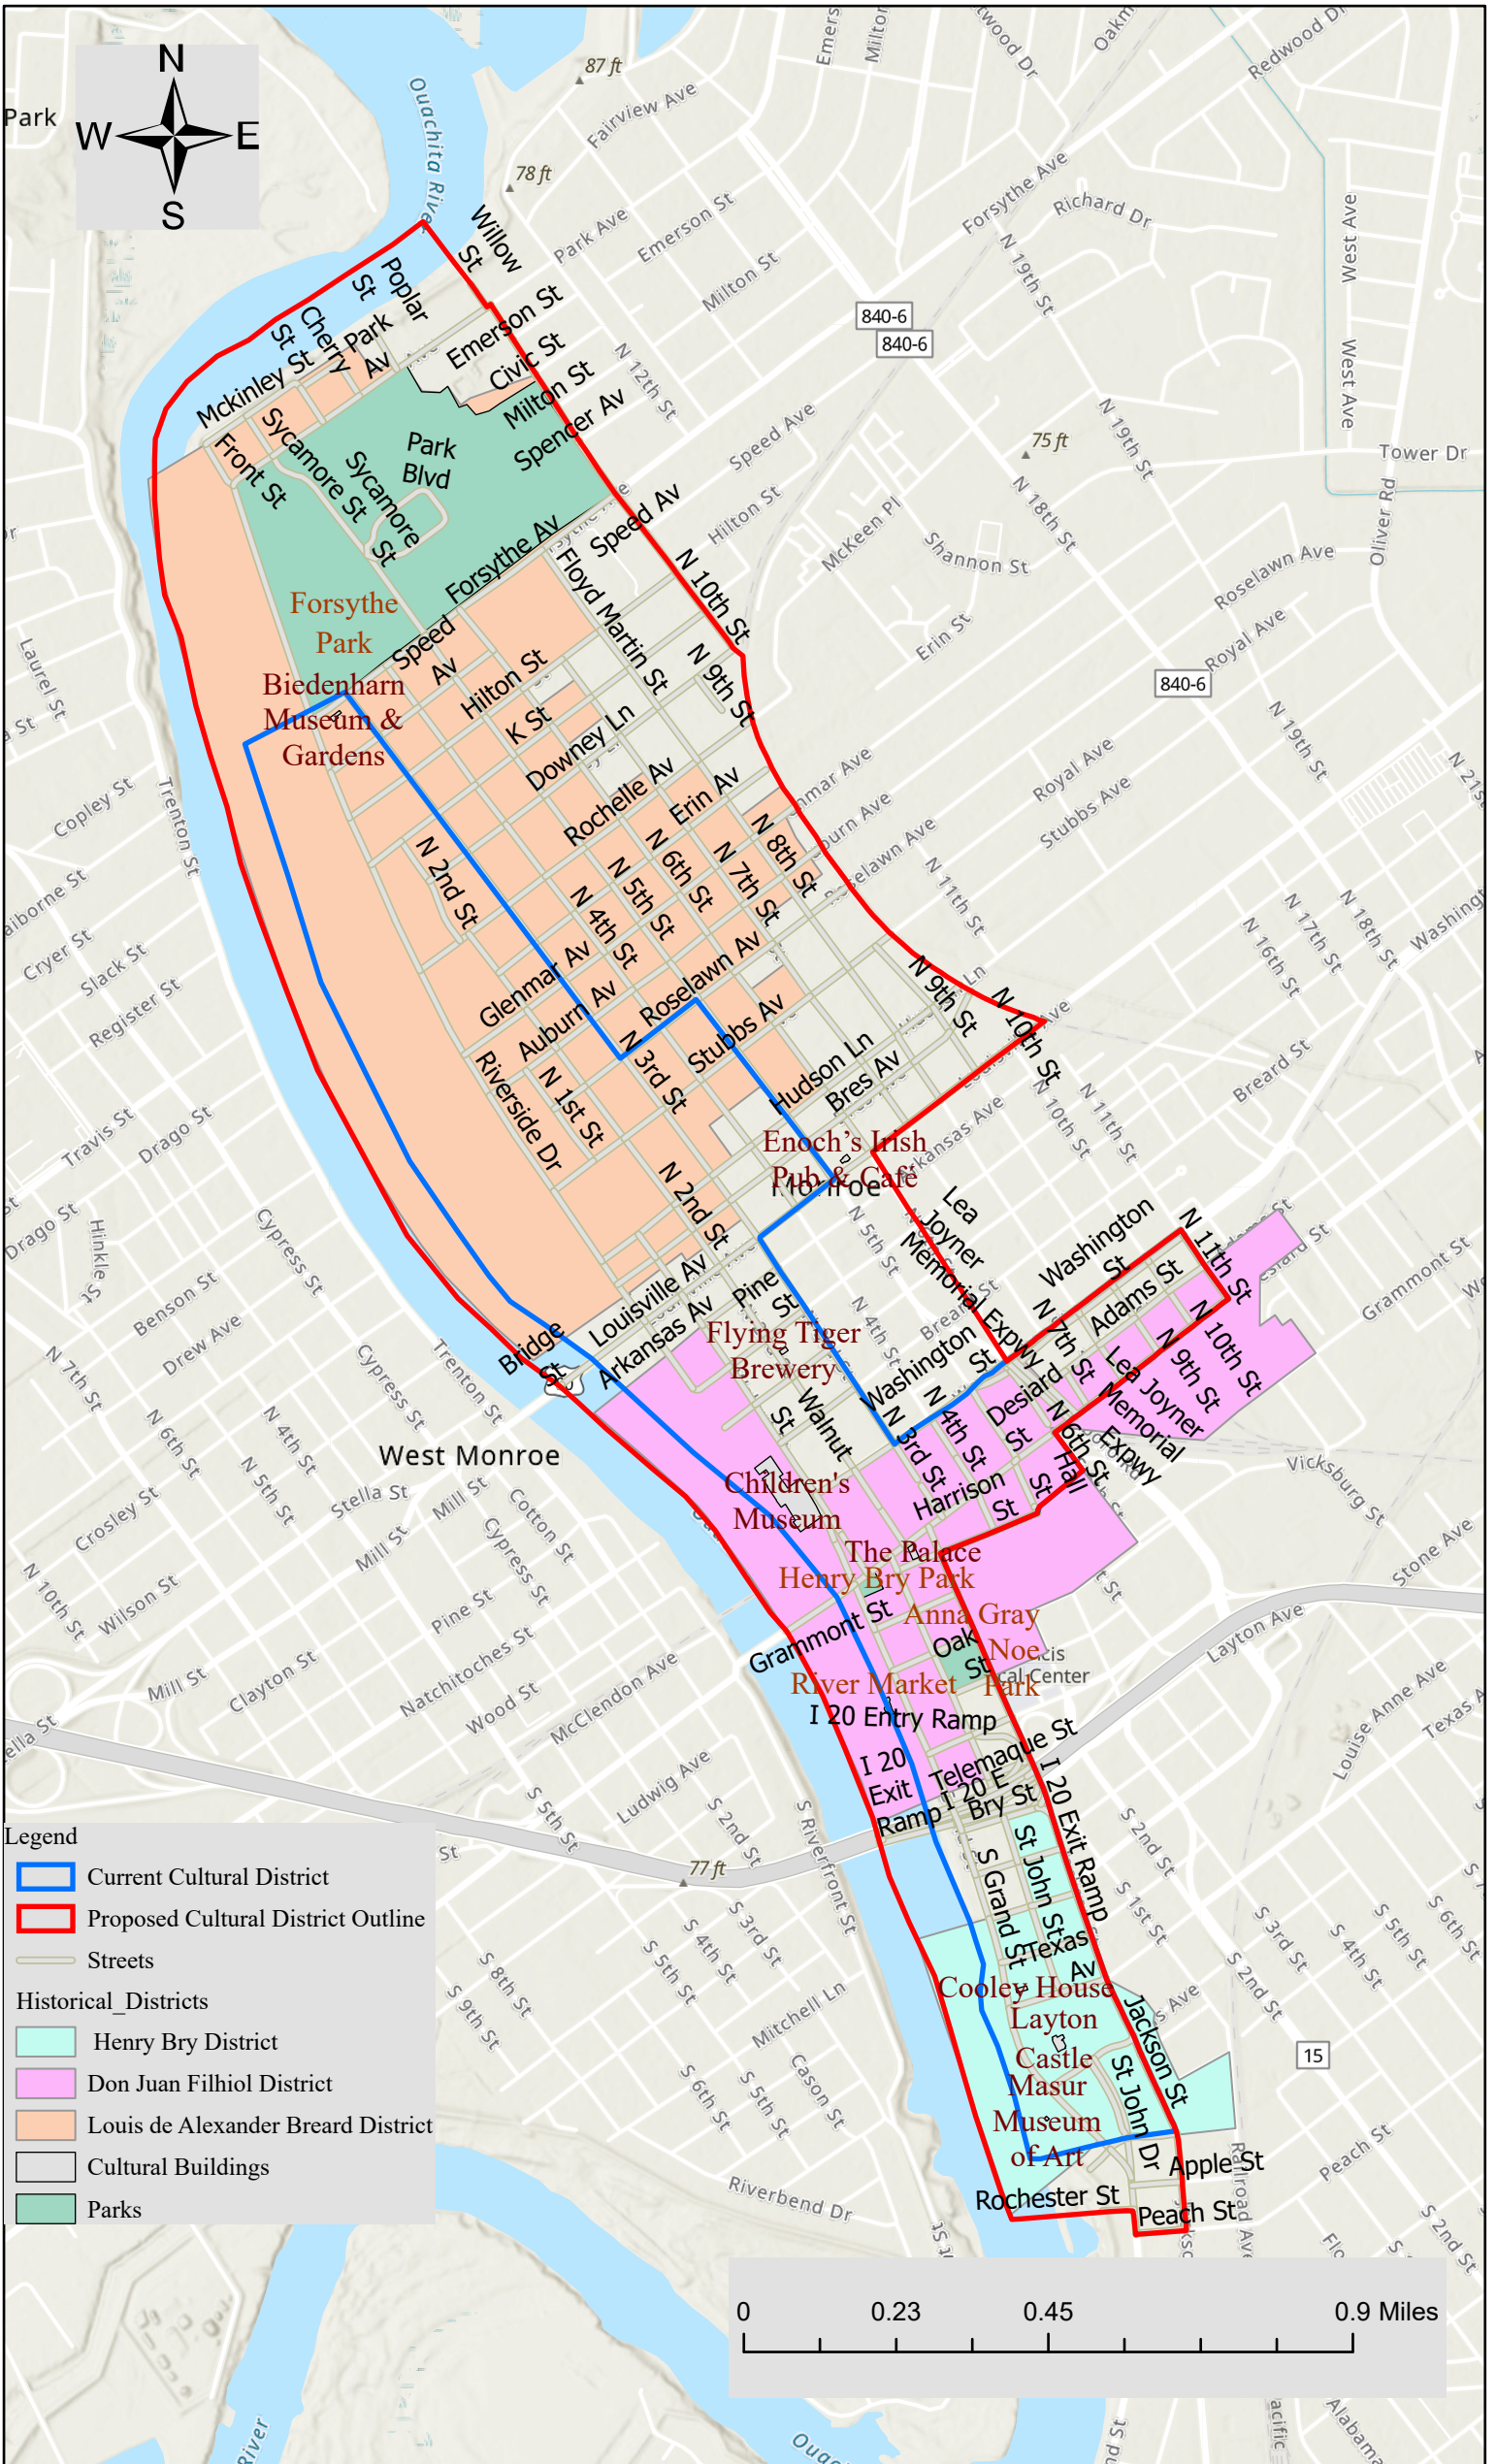 N
W E
S
Park
87 ft
78 ft
Ouachita River
Fairview Ave
Park Ave
Emerson St
Milton St
Forsythe Ave
Richard Dr
Redwood Dr
N 19th St
West Ave
West Ave
840-6
840-6
75 ft
Tower Dr
Oliver Rd
Willow
St
Poplar
St
Cherry
St
Park
Av
Mckinley St
Emerson St
Civic St
Milton St
Spencer Av
N 12th St
Speed Ave
Hilton St
McKeen Pl
Shannon St
N 18th St
N 19th St
Roselawn Ave
Royal Ave
Erin St
Front St
Sycamore St
Sycamore
St
Park
Blvd
Forsythe Av
Speed Av
N 10th St
Floyd Martin St
N 9th St
Forsythe
Park
Speed
Av
Hilton St
K St
Downey Ln
Biedenharn
Museum &
Gardens
840-6
N 19th St
Royal Ave
Stubbs Ave
Laurel St
Copley St
Trenton St
Rochelle Av
Erin Av
N 8th St
N 7th St
N 6th St
N 5th St
N 4th St
N 2nd St
Roselawn Ave
N 11th St
N 16th St
N 17th St
N 18th St
Cryer St
Slack St
Register St
Glenmar Av
Auburn Av
Roselawn Av
Stubbs Av
N 3rd St
N 1st St
Riverside Dr
Hudson Ln
Bres Av
N 9th St
N 10th St
N 10th St
N 11th St
Breard St
Arkansas Ave
Enoch's Irish
Pub & Café
Monroe
Travis St
Drago St
Drago St
Hinkle St
Cypress St
Benson St
Drew Ave
N 2nd St
Louisville Av
Arkansas Av
Pine
St
Bridge
St
Lea
Joyner
Memorial Expwy
N 5th St
N 4th St
Washington
St
N 11th St
Adams St
N 7th St
N 10th St
N 9th St
Grammont St
Flying Tiger
Brewery
Washington
St
Walnut
St
N 3rd St
N 4th St
Desiard
St
Lea Joyner
Memorial
Expwy
N 6th St
Hall
St
Harrison
St
Vicksburg St
Stone Ave
N 7th St
N 6th St
N 4th St
N 5th St
Cypress St
Trenton St
West Monroe
Stella St
Mill St
Mill St
Cotton St
Cypress St
Crosley St
Wilson St
N 10th St
Pine St
Children's
Museum
The Palace
Henry Bry Park
Grammont St
Anna Gray
Noe
Park
Oak
St
River Market
I 20 Entry Ramp
Layton Ave
Mill St
Clayton St
Natchitoches St
Wood St
McClendon Ave
Ludwig Ave
I 20
Exit
Ramp
Telemaque St
I 20 E
Bry St
I 20 Exit Ramp
Louise Anne Ave
S 5th St
S 2nd St
S Riverfront St
77 ft
St John St
S Grand St
Texas
Av
S 2nd St
S 1st St
S 3rd St
S 4th St
S 5th St
S 6th St
S 2nd St
S 3rd St
S 4th St
S 5th St
S 8th St
S 9th St
Mitchell Ln
Cason St
S 6th St
S 5th St
Cooley House
Layton
Castle
Masur
Museum
of Art
Jackson St
St John Dr
15
Apple St
Rochester St
Peach St
Peach St
Railroad Ave
S 2nd St
Riverbend Dr
Legend
Current Cultural District
Proposed Cultural District Outline
Streets
Historical_Districts
Henry Bry District
Don Juan Filhiol District
Louis de Alexander Breard District
Cultural Buildings
Parks
0 0.23 0.45 0.9 Miles
River